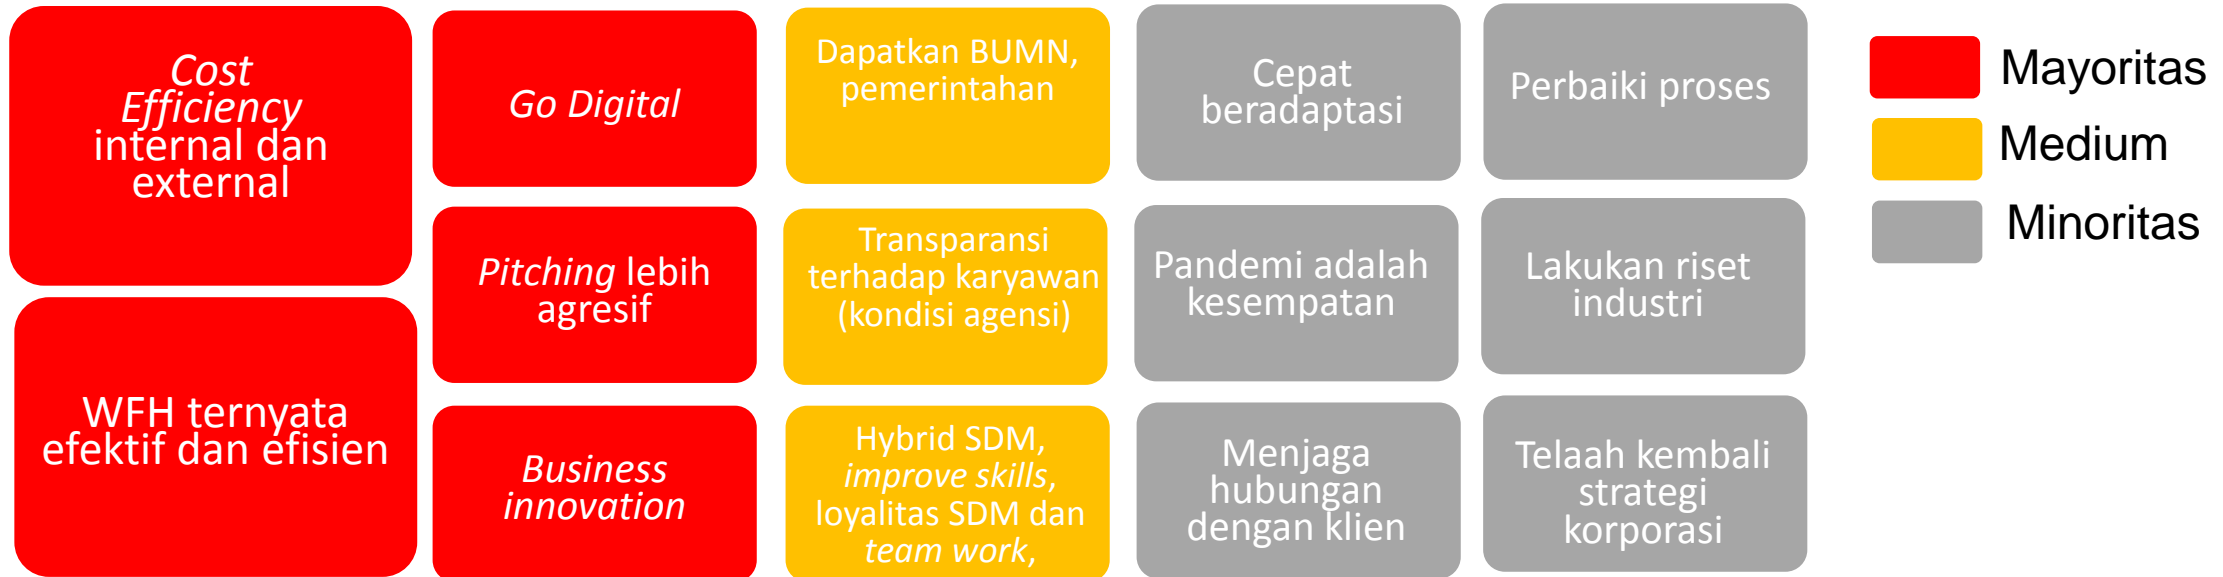 Cost
Efficiency
internal dan
external
WFH ternyata
efektif dan efisien
Go Digital
Pitching lebih
agresif
Business
innovation
Dapatkan BUMN,
pemerintahan
Transparansi
terhadap karyawan
(kondisi agensi)
Hybrid SDM,
improve skills,
loyalitas SDM dan
team work,
Cepat
beradaptasi
Pandemi adalah
kesempatan
Menjaga
hubungan
dengan klien
Perbaiki proses
Lakukan riset
industri
Telaah kembali
strategi
korporasi
Mayoritas
Medium
Minoritas